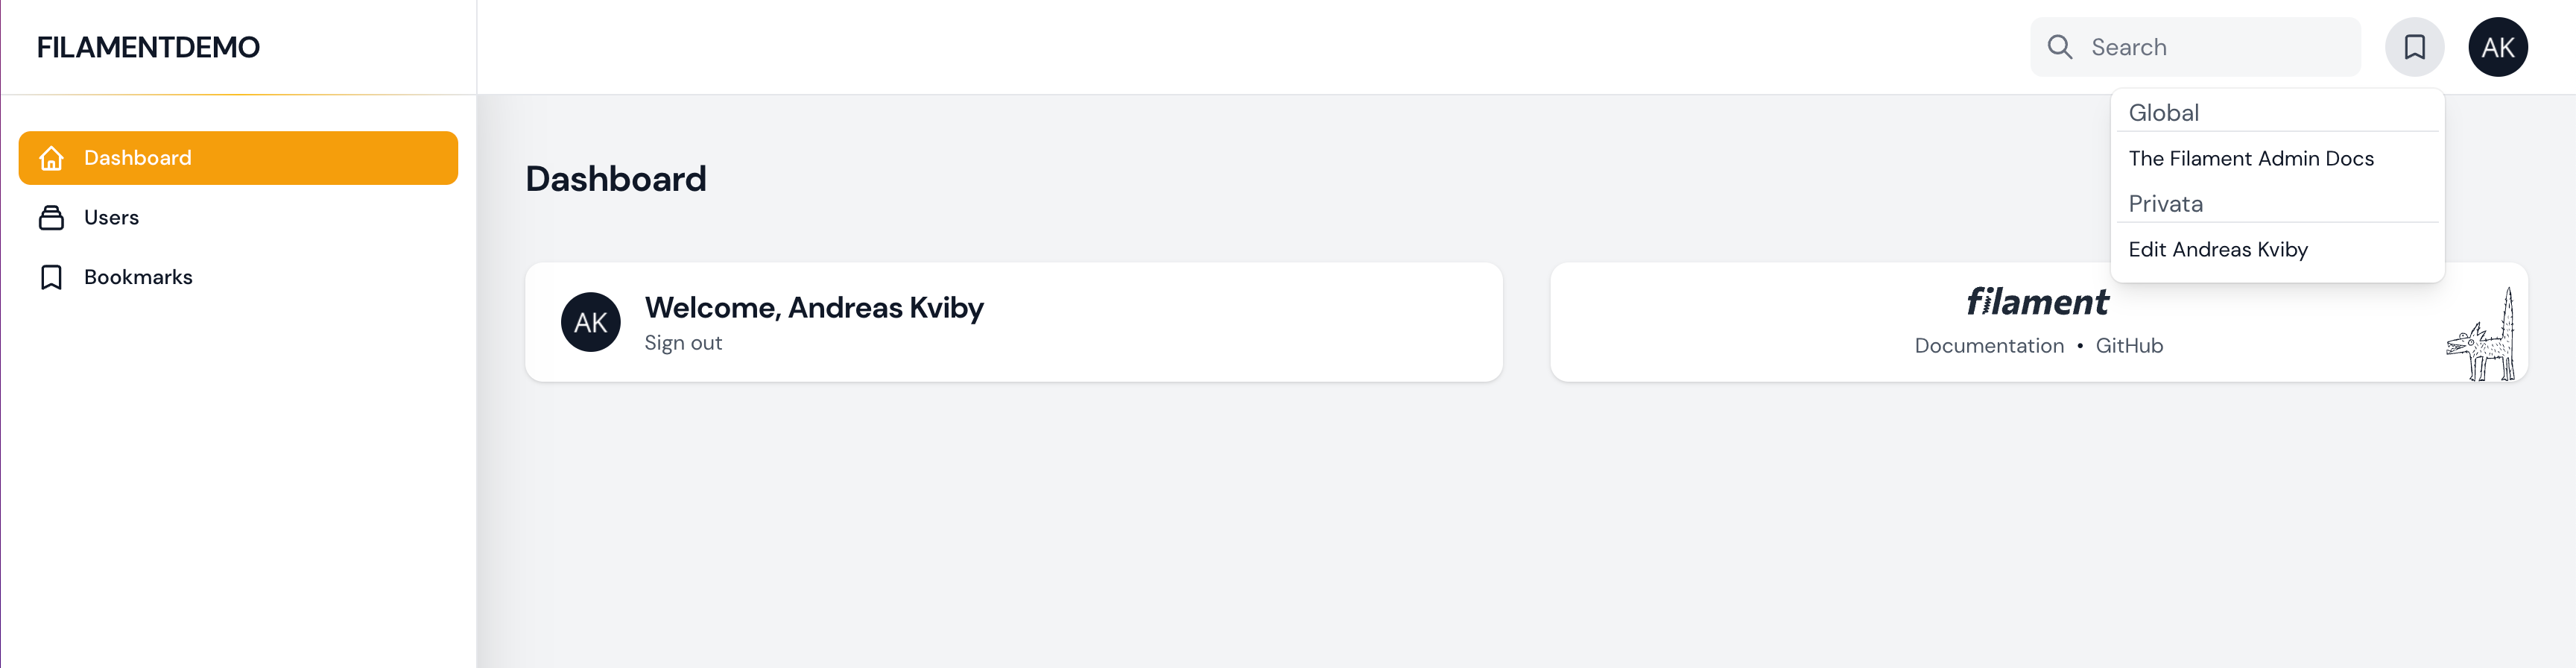 FILAMENTDEMO
Search
AK
Global
The Filament Admin Docs
Privata
Edit Andreas Kviby
Dashboard
Users
Bookmarks
Dashboard
AK
Welcome, Andreas Kviby
Sign out
filament
Documentation • GitHub